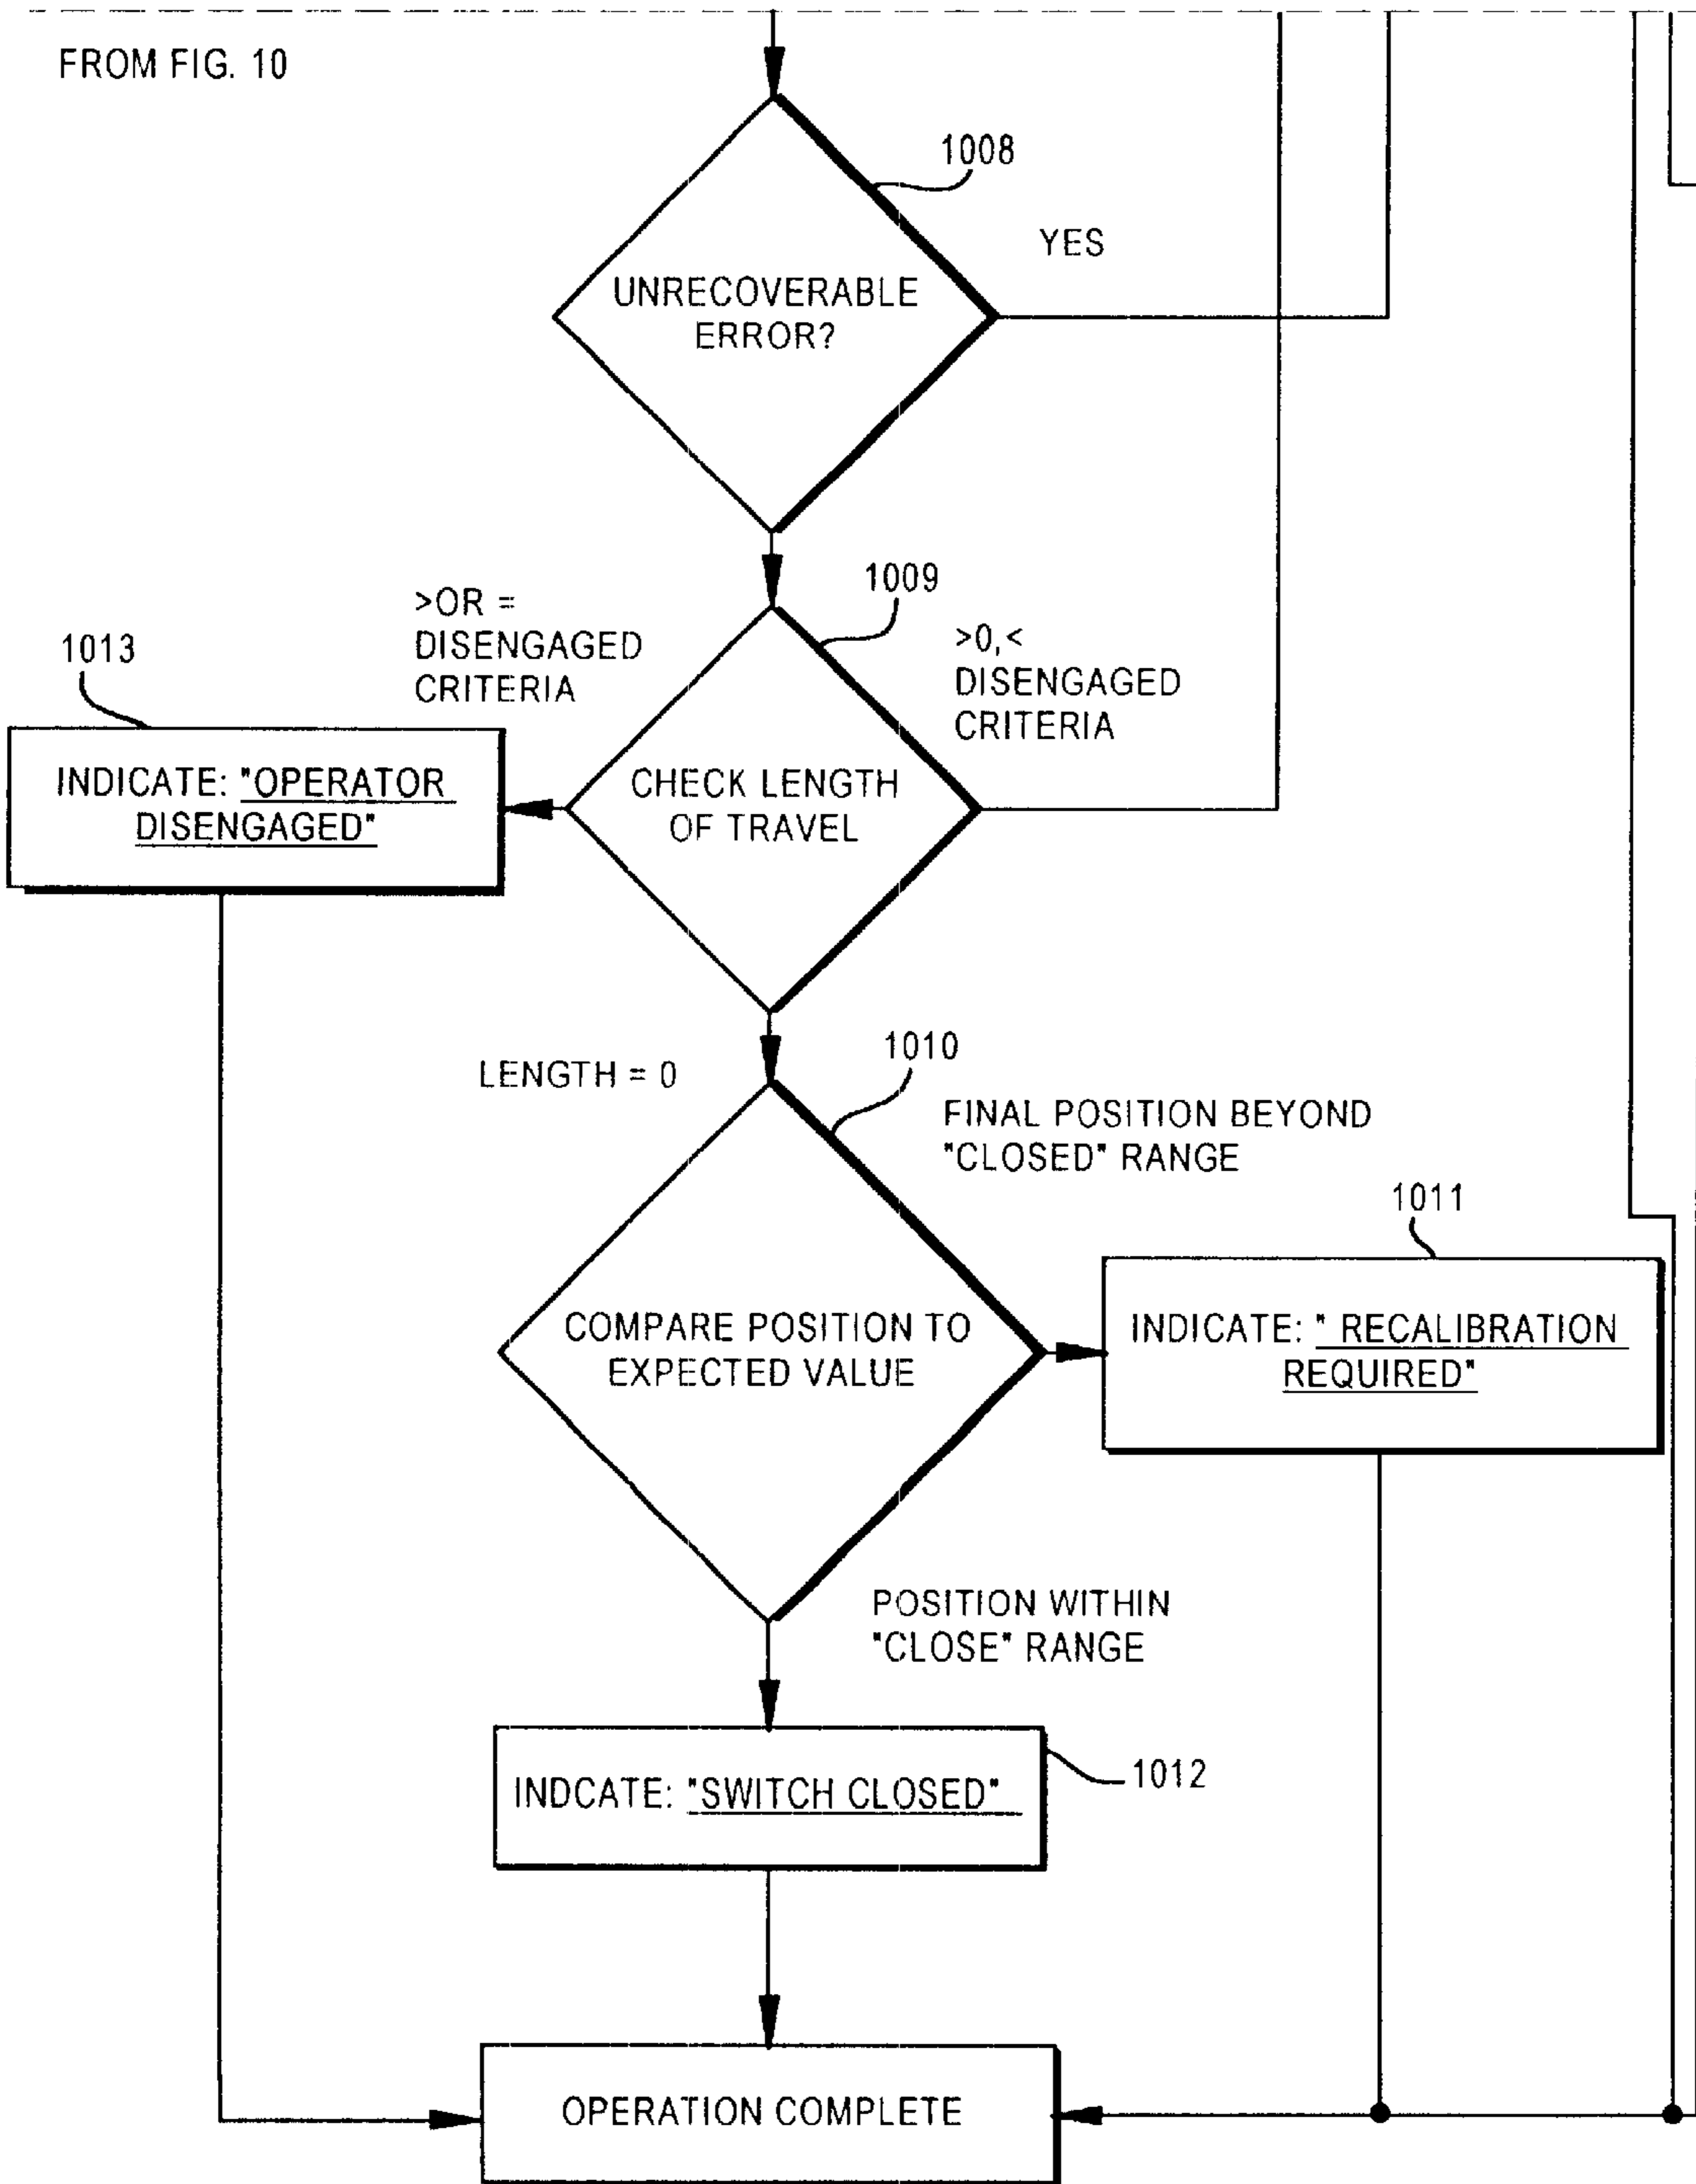 FROM FIG. 10
1008
YES
UNRECOVERABLE
ERROR?
1009
>OR =
DISENGAGED
CRITERIA
>0,<
DISENGAGED
CRITERIA
1013
INDICATE: "OPERATOR
DISENGAGED"
CHECK LENGTH
OF TRAVEL
LENGTH = 0
1010
FINAL POSITION BEYOND
"CLOSED" RANGE
1011
COMPARE POSITION TO
EXPECTED VALUE
INDICATE: " RECALIBRATION
REQUIRED"
POSITION WITHIN
"CLOSE" RANGE
INDCATE: "SWITCH CLOSED"
1012
OPERATION COMPLETE